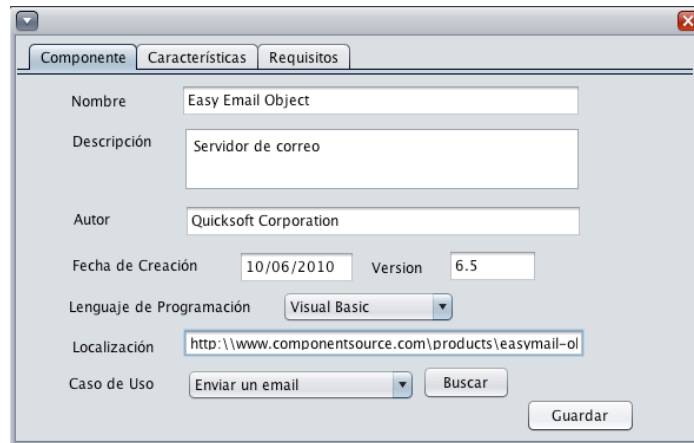 Componente Características Requisitos
Nombre Easy Email Object
Descripción Servidor de correo
Autor Quicksoft Corporation
Fecha de Creación 10/06/2010 Version 6.5
Lenguaje de Programación Visual Basic
Localización http:\\www.componentsource.com\products\easymail-ol
Caso de Uso Enviar un email Buscar
Guardar